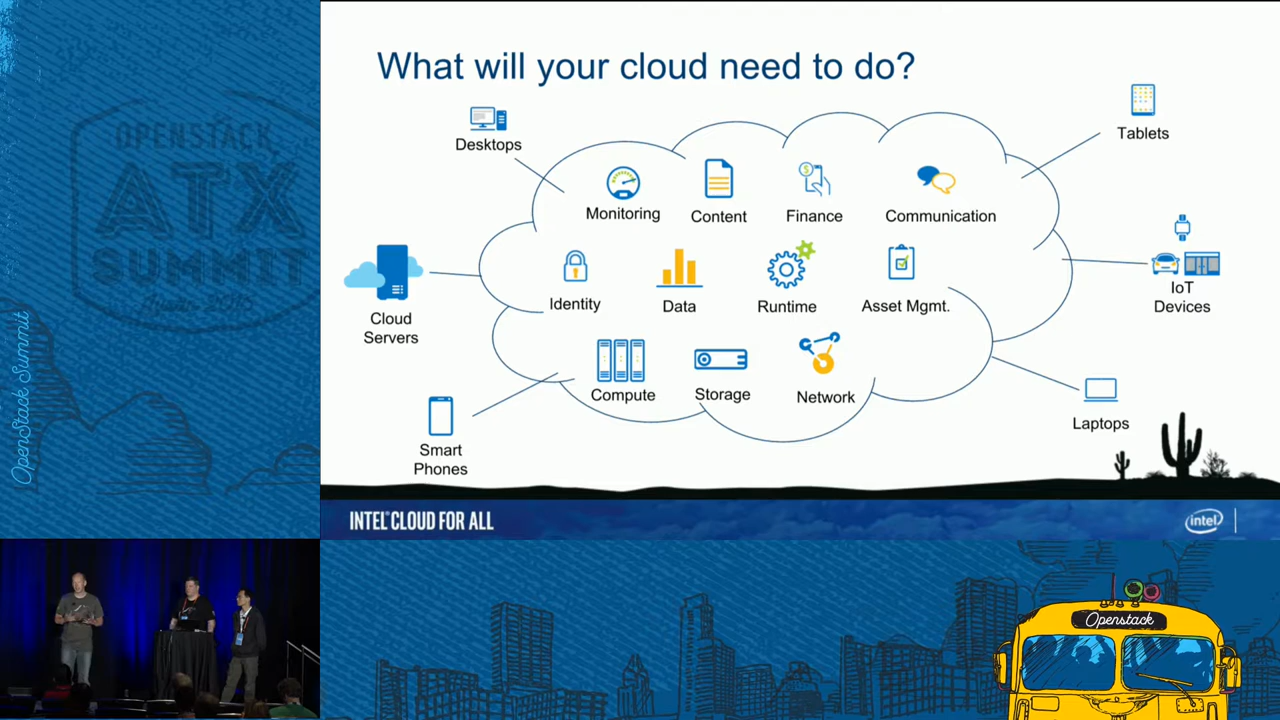 What will your cloud need to do?
Desktops
Tablets
Monitoring
Content
Finance
Communication
Identity
Data
Runtime
Asset Mgmt.
Cloud
Servers
IoT
Devices
Compute
Storage
Network
Smart
Phones
Laptops
INTEL CLOUD FOR ALL
intel
OPENSTACK
ATX
SUMMIT
OpenStack Summit
Openstack